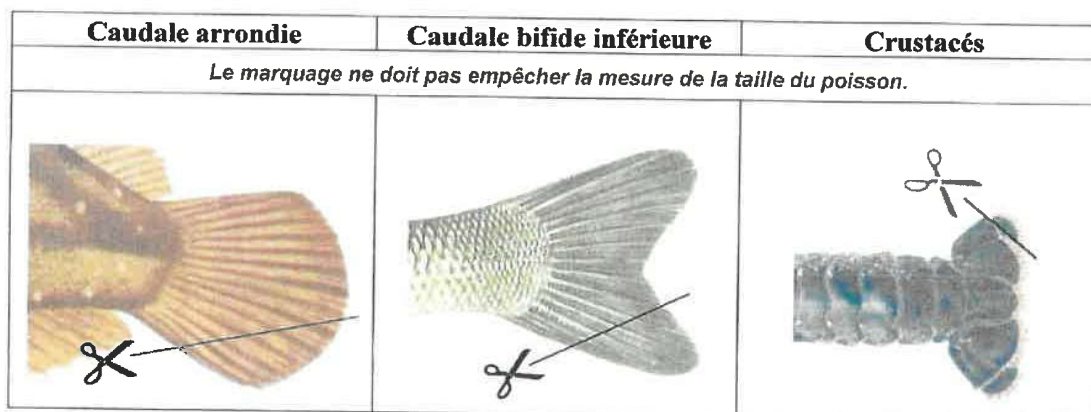 Caudale arrondie
Caudale bifide inférieure
Crustacés
Le marquage ne doit pas empêcher la mesure de la taille du poisson.